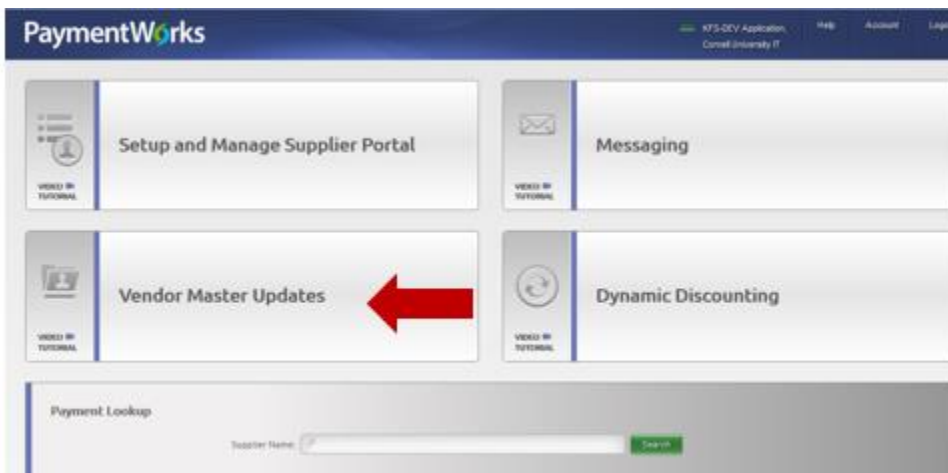 PaymentWorks
KFS-DEV Application,
Cornell University IT
Help
Account
Setup and Manage Supplier Portal
VIDEO
TUTORIAL
Messaging
VIDEO
TUTORIAL
Vendor Master Updates
VIDEO
TUTORIAL
Dynamic Discounting
VIDEO
TUTORIAL
Payment Lookup
Supplier Name:
Search